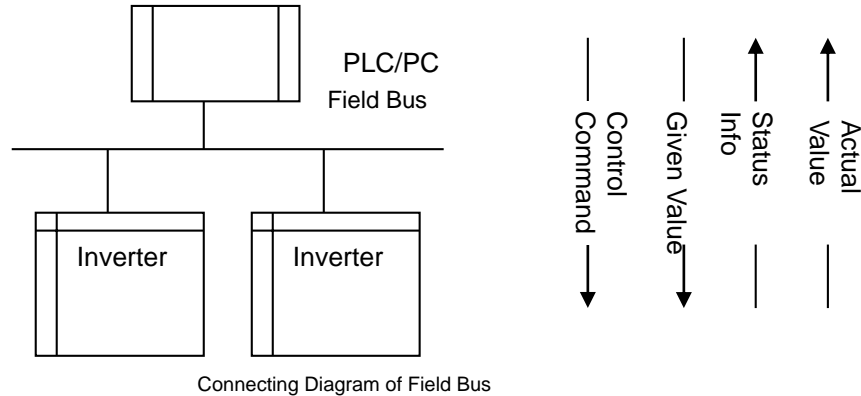 PLC/PC
Field Bus
Inverter
Inverter
Control
Command
Given Value
Status
Info
Actual
Value
Connecting Diagram of Field Bus